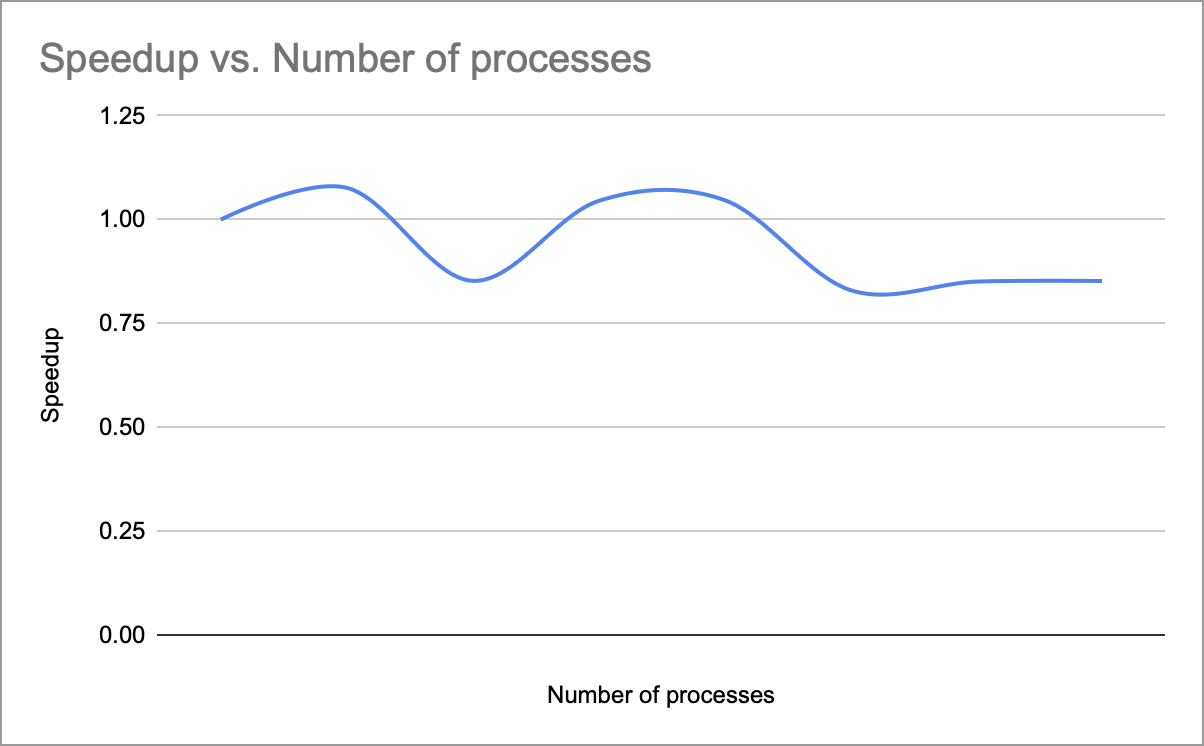 Speedup vs. Number of processes
1.25
1.00
0.75
0.50
0.25
0.00
Speedup
Number of processes